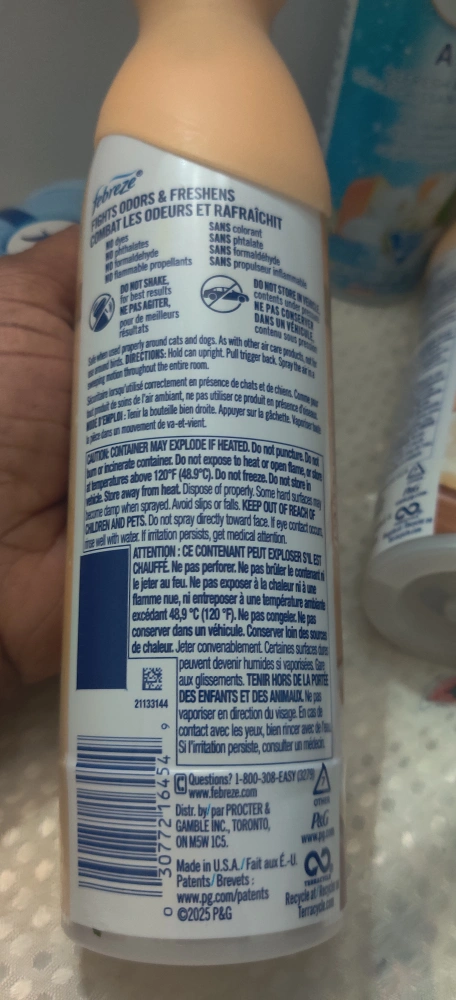 febreze®
FIGHTS ODORS & FRESHENS
COMBAT LES ODEURS ET RAFRAÎCHIT
NO dyes
NO phthalates
NO formaldehyde
NO flammable propellants
SANS colorant
SANS phtalate
SANS formaldéhyde
SANS propulseur inflammable
DO NOT SHAKE,
for best results
NE PAS AGITER,
pour de meilleurs
résultats
DO NOT STORE IN
contents under
NE PAS CONSERVER
DANS UN VÉHICULE,
contenu sous
Safe when used properly around cats and dogs. As with other air care products,
around birds. DIRECTIONS: Hold can upright. Pull trigger back. Spray the air in a
sweeping motion throughout the entire room.
Sécuritaire lorsqu'utilisé correctement en présence de chats et de chiens. Comme
tout produit de soins de l'air ambiant, ne pas utiliser ce produit en présence d'oiseaux.
MODE D'EMPLOI : Tenir la bouteille bien droite. Appuyer sur la gâchette. Vaporiser
la pièce dans un mouvement de va-et-vient.
CAUTION: CONTAINER MAY EXPLODE IF HEATED. Do not puncture. Do not
burn or incinerate container. Do not expose to heat or open flame, or store
at temperatures above 120°F (48.9°C). Do not freeze. Do not store in
vehicle. Store away from heat. Dispose of properly. Some hard surfaces may
become damp when sprayed. Avoid slips or falls. KEEP OUT OF REACH OF
CHILDREN AND PETS. Do not spray directly toward face. If eye contact occurs,
rinse well with water. If irritation persists, get medical attention.
ATTENTION : CE CONTENANT PEUT EXPLOSER S'IL EST
CHAUFFÉ. Ne pas perforer. Ne pas brûler le contenant ni
le jeter au feu. Ne pas exposer à la chaleur ni à une
flamme nue, ni entreposer à une température ambiante
excédant 48,9 °C (120 °F). Ne pas congeler. Ne pas
conserver dans un véhicule. Conserver loin des sources
de chaleur. Jeter convenablement. Certaines surfaces dures
peuvent devenir humides si vaporisées. Gare
aux glissements. TENIR HORS DE LA PORTÉE
DES ENFANTS ET DES ANIMAUX. Ne pas
vaporiser en direction du visage. En cas de
contact avec les yeux, bien rincer avec de l'eau.
Si l'irritation persiste, consulter un médecin.
21133144
0 30772 16454 9
Questions? 1-800-308-EASY (3279)
www.febreze.com
Distr. by/par PROCTER &
GAMBLE INC., TORONTO,
ON M5W 1C5.
Made in U.S.A./Fait aux É.-U.
Patents/Brevets :
www.pg.com/patents
©2025 P&G
OTHER
P&G
www.pg
TERRACYCLE
Recycle at/
Terracycle.com